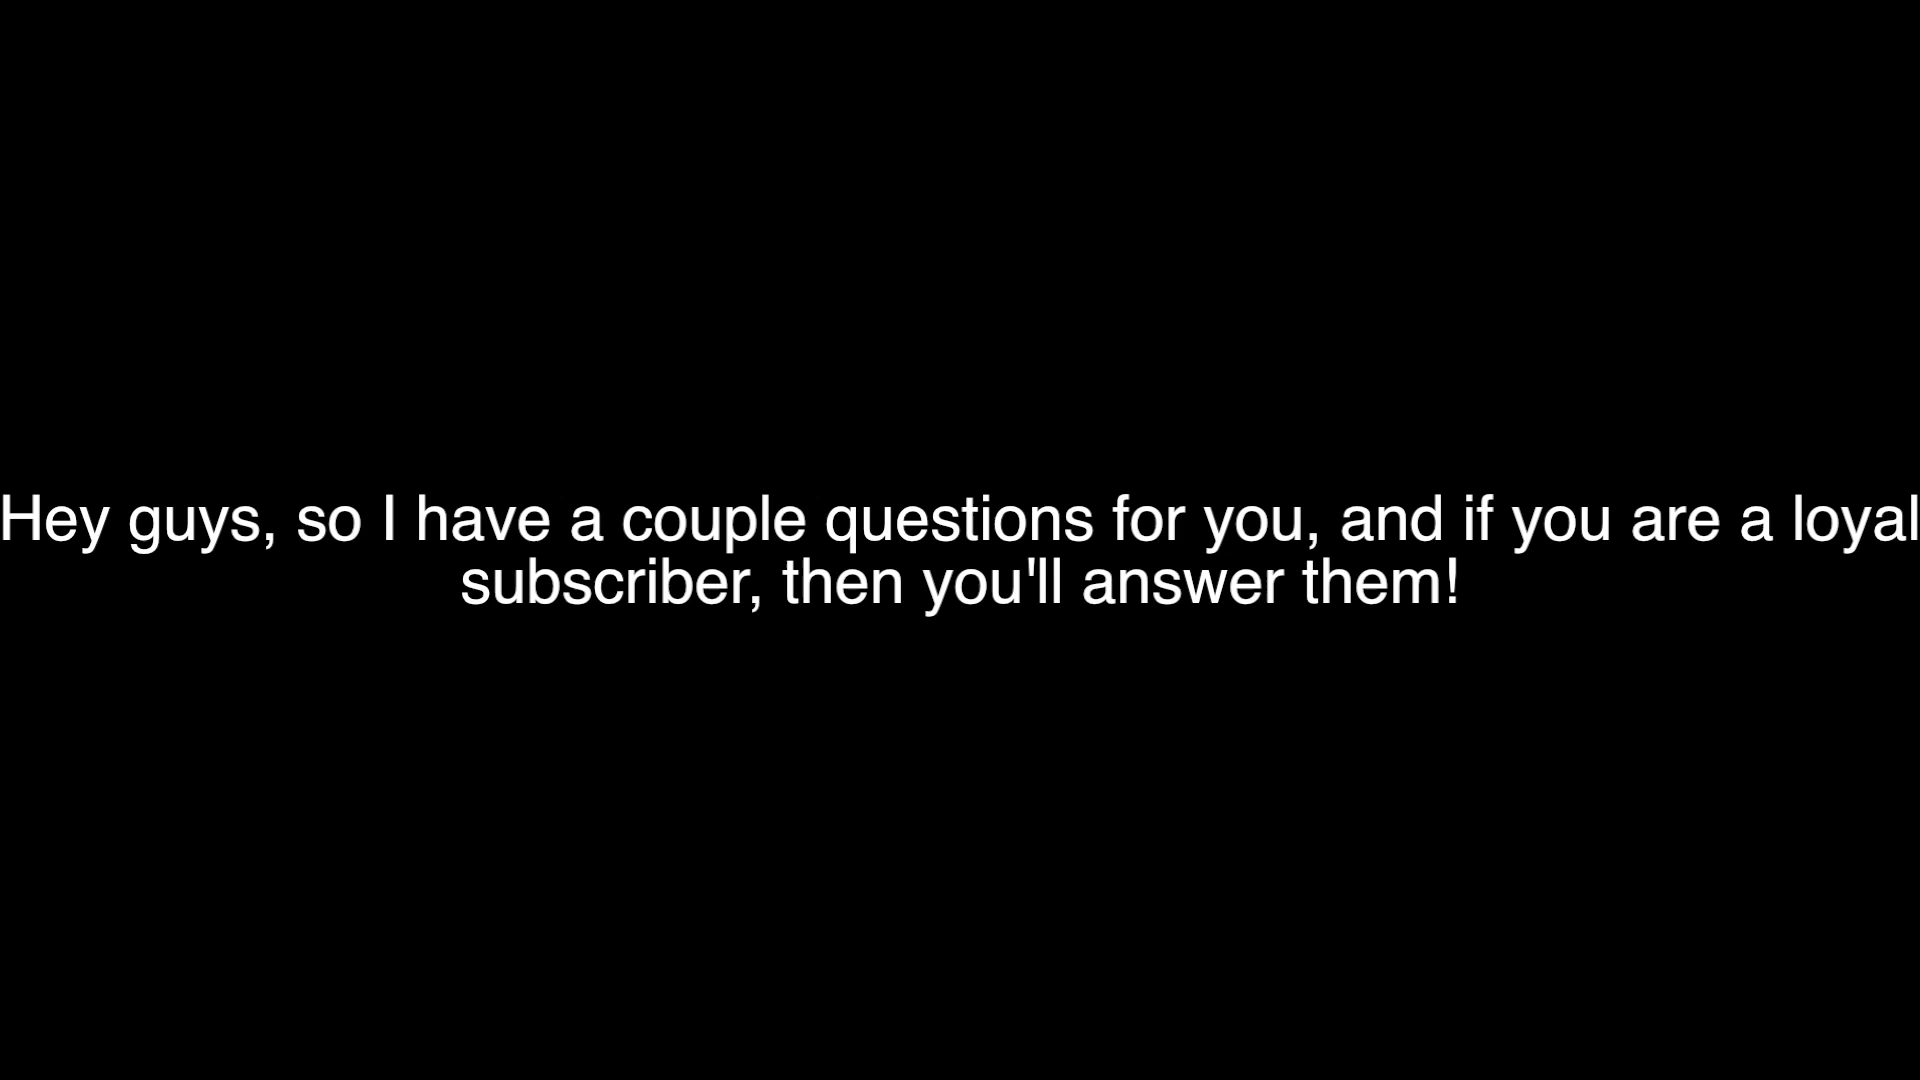 Hey guys, so I have a couple questions for you, and if you are a loyal
subscriber, then you'll answer them!